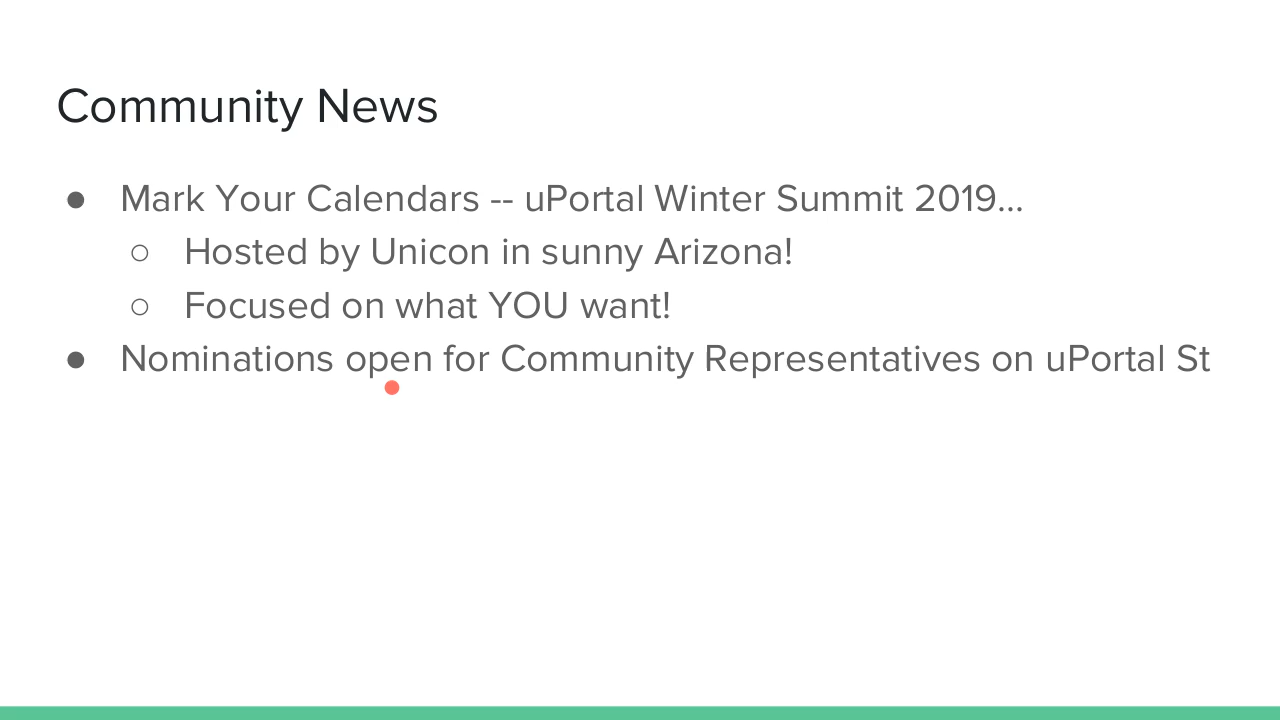 Community News
● Mark Your Calendars -- uPortal Winter Summit 2019...
○ Hosted by Unicon in sunny Arizona!
○ Focused on what YOU want!
● Nominations open for Community Representatives on uPortal St